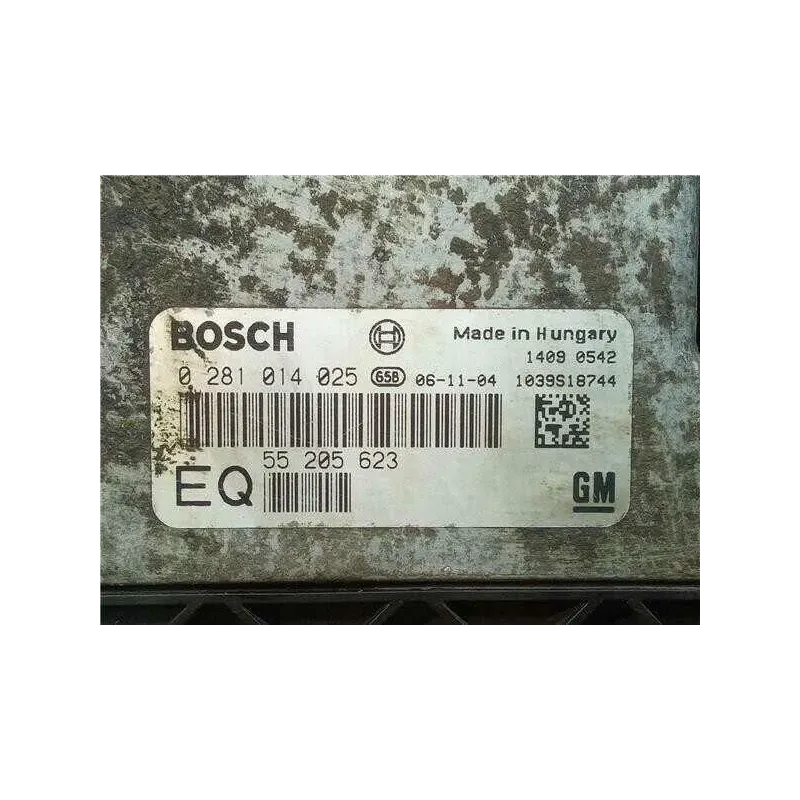 BOSCH
Made in Hungary
1409 0542
0 281 014 025 GSB 06-11-04 1039S18744
55 205 623
EQ
GM